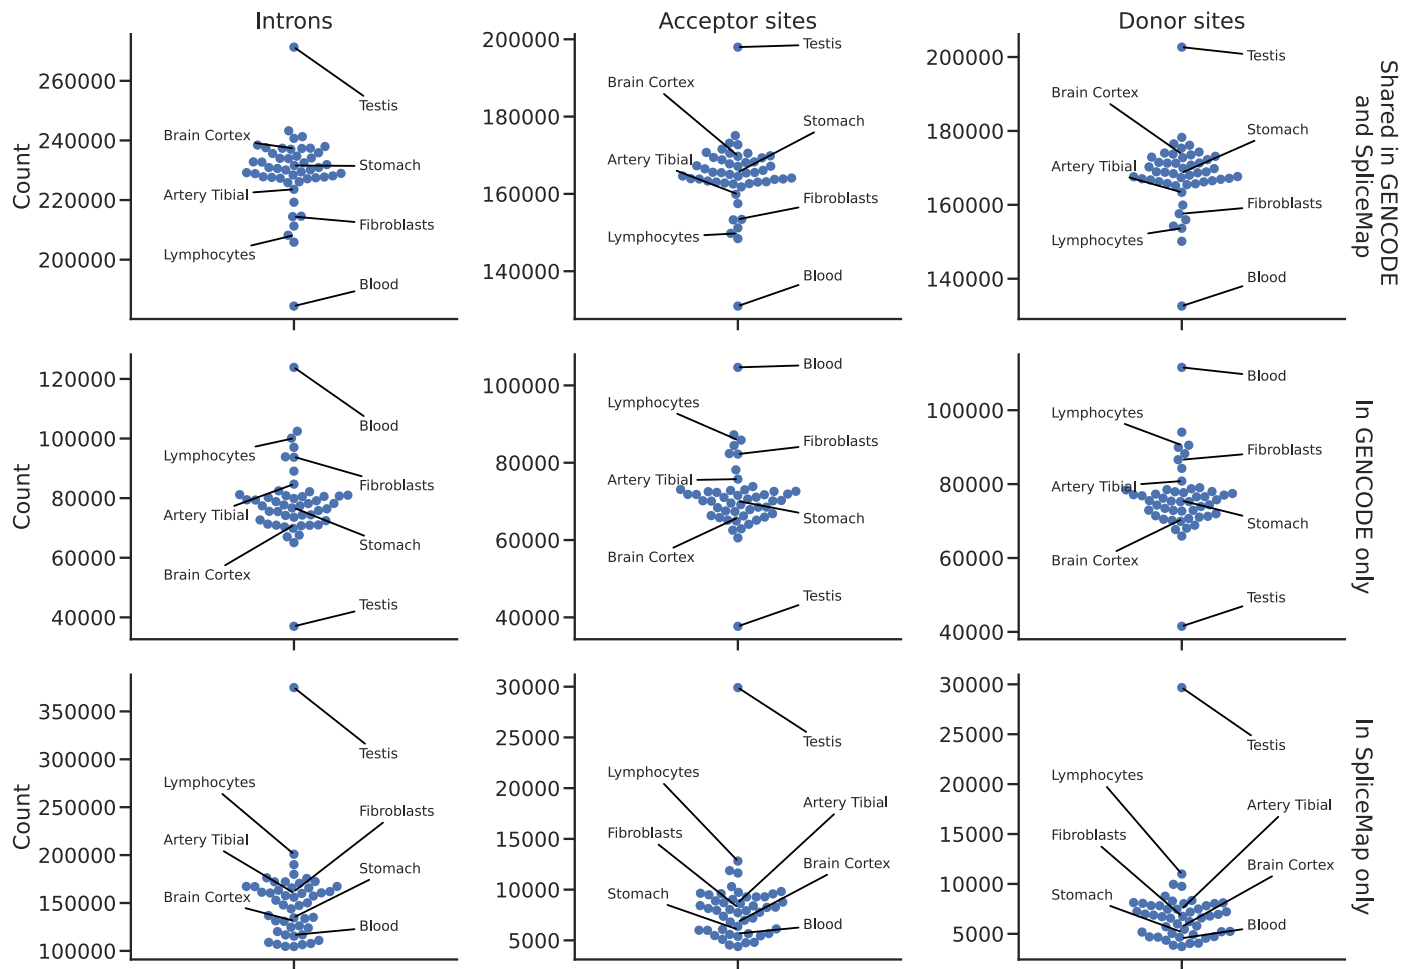 Introns
Acceptor sites
Donor sites
Count
260000
240000
220000
200000
Testis
Brain Cortex
Stomach
Artery Tibial
Fibroblasts
Lymphocytes
Blood
200000
180000
160000
140000
Testis
Brain Cortex
Stomach
Artery Tibial
Fibroblasts
Lymphocytes
Blood
200000
180000
160000
140000
Testis
Brain Cortex
Stomach
Artery Tibial
Fibroblasts
Lymphocytes
Blood
Shared in GENCODE
and SpliceMap
Count
120000
100000
80000
60000
40000
Blood
Lymphocytes
Fibroblasts
Artery Tibial
Stomach
Brain Cortex
Testis
100000
80000
60000
40000
Blood
Lymphocytes
Fibroblasts
Artery Tibial
Stomach
Brain Cortex
Testis
100000
80000
60000
40000
Blood
Lymphocytes
Fibroblasts
Artery Tibial
Stomach
Brain Cortex
Testis
In GENCODE only
Count
350000
300000
250000
200000
150000
100000
Testis
Lymphocytes
Fibroblasts
Artery Tibial
Stomach
Brain Cortex
Blood
30000
25000
20000
15000
10000
5000
Testis
Lymphocytes
Artery Tibial
Fibroblasts
Brain Cortex
Stomach
Blood
30000
25000
20000
15000
10000
5000
Testis
Lymphocytes
Artery Tibial
Fibroblasts
Brain Cortex
Stomach
Blood
In SpliceMap only